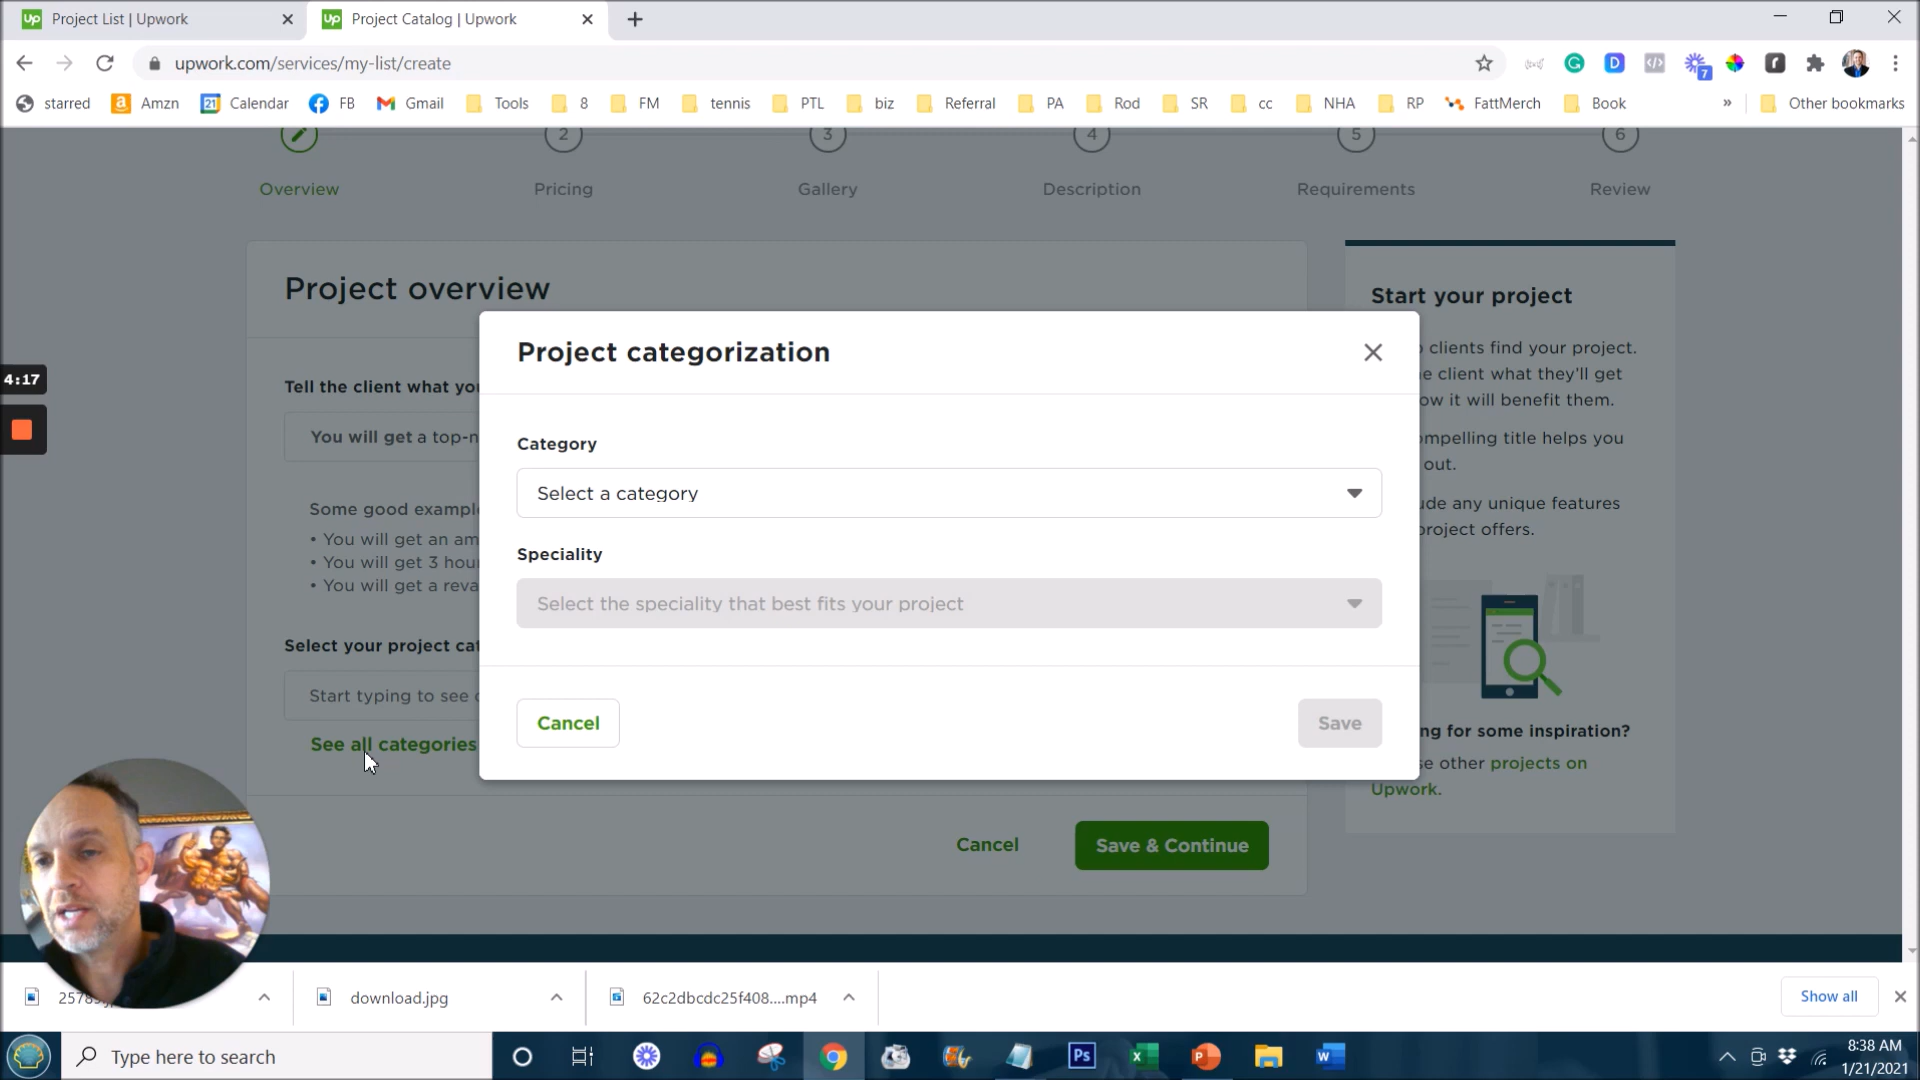 Project List | Upwork
Project Catalog | Upwork
upwork.com/services/my-list/create
7
starred
Amzn
21
Calendar
FB
Gmail
Tools
8
FM
tennis
PTL
biz
Referral
PA
Rod
SR
cc
NHA
RP
FattMerch
Book
»
Other bookmarks
2
3
4
5
6
Overview
Pricing
Gallery
Description
Requirements
Review
Project overview
Tell the client what you
You will get a top-n
Some good example
• You will get an am
• You will get 3 hou
• You will get a reva
Select your project cat
Start typing to see
See all categories
Project categorization
Category
Select a category
Speciality
Select the speciality that best fits your project
Cancel
Save
Cancel
Save & Continue
Start your project
clients find your project.
e client what they'll get
ow it will benefit them.
ompelling title helps you
out.
ude any unique features
project offers.
ng for some inspiration?
se other projects on
Upwork.
4:17
download.jpg
62c2dbcdc25f408....mp4
Show all
Type here to search
Ps
8:38 AM
1/21/2021